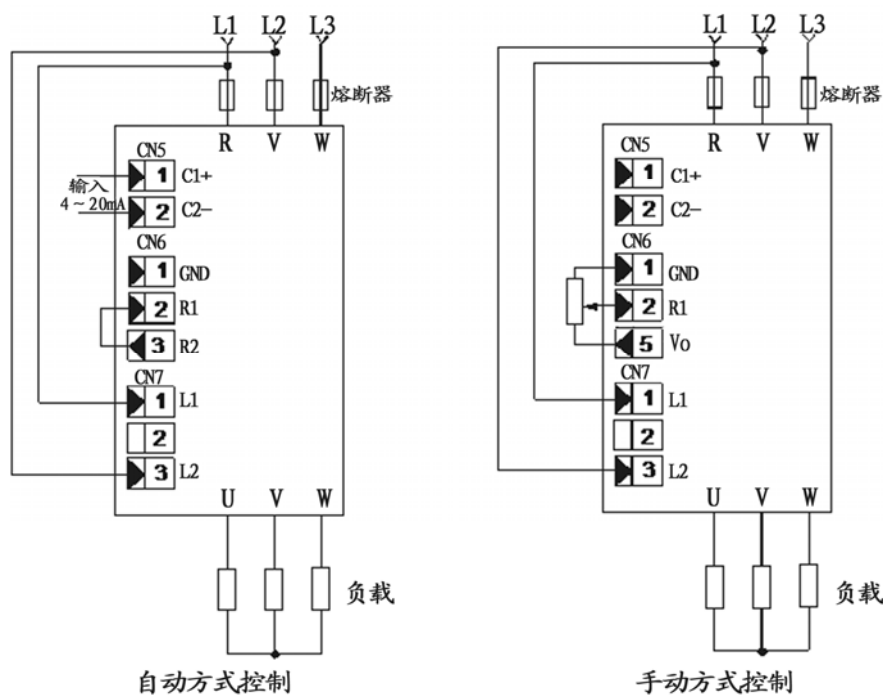 L1 L2 L3
熔断器
R V W
CN5
1 C1+
输入
4～20mA
2 C2-
CN6
1 GND
2 R1
3 R2
CN7
1 L1
2
3 L2
U V W
负载
自动方式控制
L1 L2 L3
熔断器
R V W
CN5
1 C1+
2 C2-
CN6
1 GND
2 R1
5 Vo
CN7
1 L1
2
3 L2
U V W
负载
手动方式控制